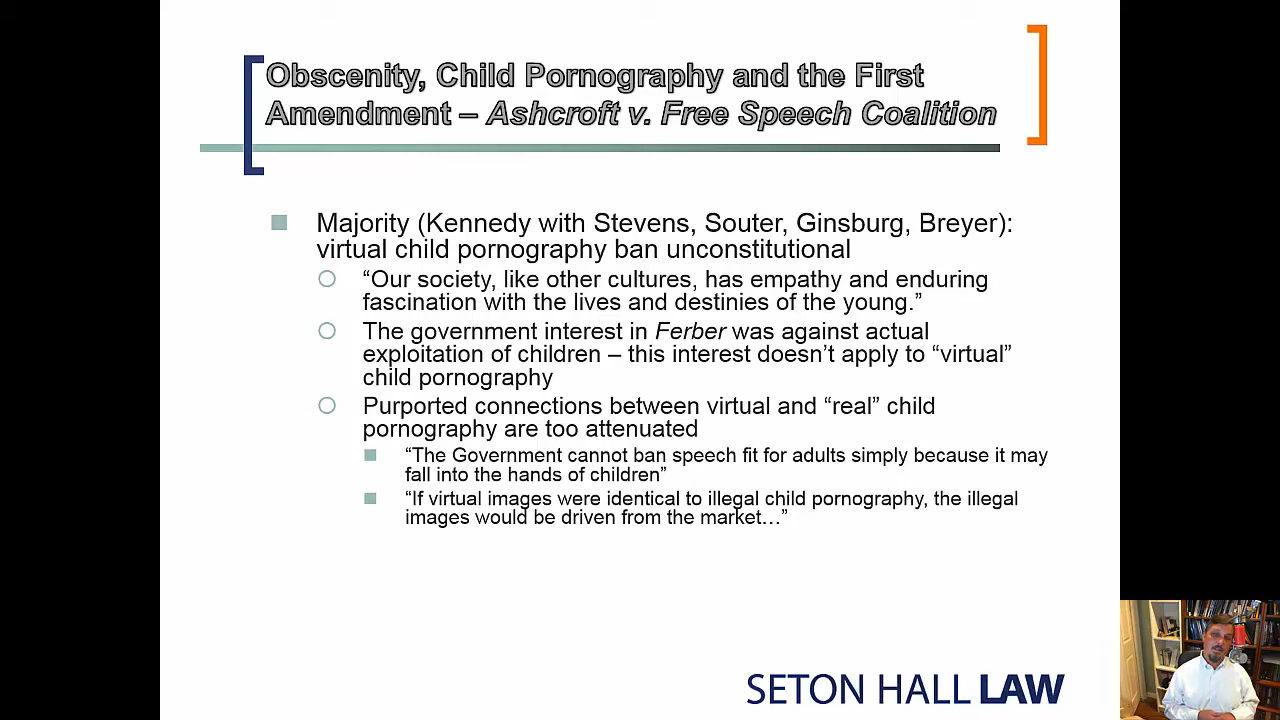 Obscenity, Child Pornography and the First
Amendment – Ashcroft v. Free Speech Coalition
Majority (Kennedy with Stevens, Souter, Ginsburg, Breyer):
virtual child pornography ban unconstitutional
“Our society, like other cultures, has empathy and enduring
fascination with the lives and destinies of the young.”
The government interest in Ferber was against actual
exploitation of children – this interest doesn’t apply to “virtual”
child pornography
Purported connections between virtual and “real” child
pornography are too attenuated
“The Government cannot ban speech fit for adults simply because it may
fall into the hands of children”
“If virtual images were identical to illegal child pornography, the illegal
images would be driven from the market…”
SETON HALL LAW